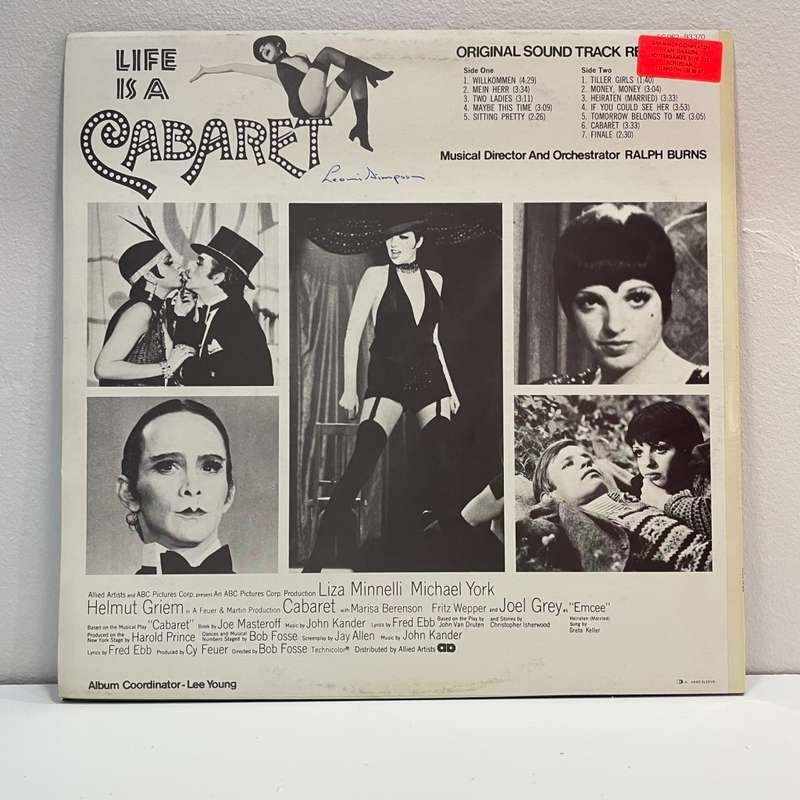 LIFE
IS A
CABARET
ORIGINAL SOUND TRACK RE
Side One
1. WILLKOMMEN (4:29)
2. MEIN HERR (3:34)
3. TWO LADIES (3:11)
4. MAYBE THIS TIME (3:09)
5. SITTING PRETTY (2:26)
Side Two
1. TILLER GIRLS (1:40)
2. MONEY, MONEY (3:04)
3. HEIRATEN (MARRIED) (3:33)
4. IF YOU COULD SEE HER (3:53)
5. TOMORROW BELONGS TO ME (3:05)
6. CABARET (3:33)
7. FINALE (2:30)
Musical Director And Orchestrator RALPH BURNS
Allied Artists and ABC Pictures Corp. present An ABC Pictures Corp. Production Liza Minnelli Michael York
Helmut Griem in A Feuer & Martin Production Cabaret with Marisa Berenson Fritz Wepper and Joel Grey as "Emcee"
Based on the Musical Play "Cabaret" Book by Joe Masteroff Music by John Kander Lyrics by Fred Ebb Based on the Play by John Van Druten and Stories by Christopher Isherwood Heiraten (Married) Sung by Greta Keller
Produced on the New York Stage by Harold Prince Dances and Musical Numbers Staged by Bob Fosse Screenplay by Jay Allen Music by John Kander
Lyrics by Fred Ebb Produced by Cy Feuer Directed by Bob Fosse Technicolor® Distributed by Allied Artists
Album Coordinator-Lee Young